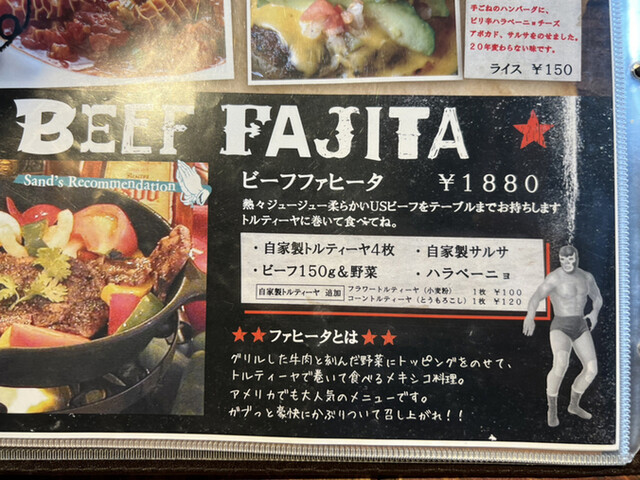 手ごねのハンバーグに、
ピリ辛ハラペーニョチーズ
アボカド、サルサをのせました。
20年変わらない味です。
ライス ¥150
BEEF FAJITA
Sand's Recommendation
ビーフファヒータ ¥1880
熱々ジュージュー柔らかいUSビーフをテーブルまでお持ちします
トルティーヤに巻いて食べてね。
・自家製トルティーヤ4枚 ・自家製サルサ
・ビーフ150g&野菜 ・ハラペーニョ
自家製トルティーヤ 追加 フラワートルティーヤ(小麦粉) 1枚 ¥100
コーントルティーヤ(とうもろこし) 1枚 ¥120
★★ファヒータとは★★
グリルした牛肉と刻んだ野菜にトッピングをのせて、
トルティーヤで巻いて食べるメキシコ料理。
アメリカでも大人気のメニューです。
ガブっと豪快にかぶりついて召し上がれ!!